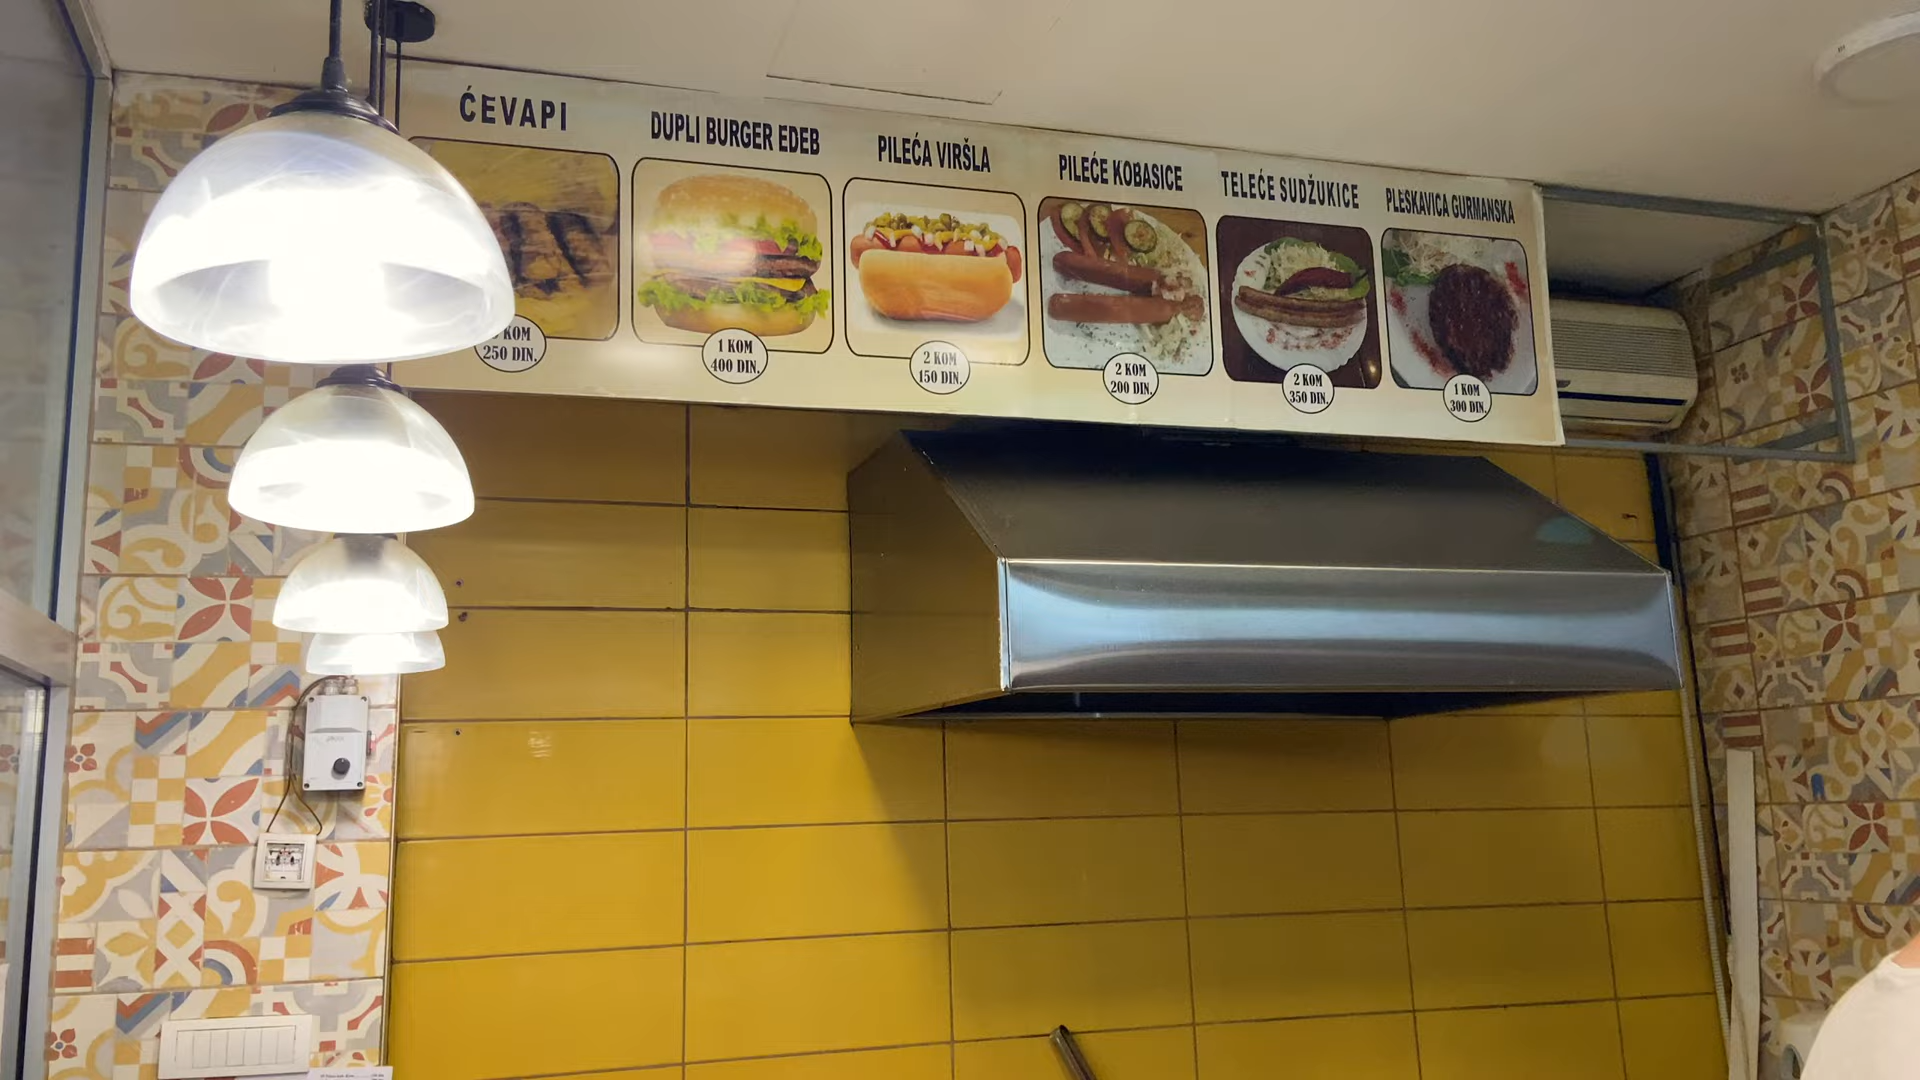 ĆEVAPI
DUPLI BURGER EDEB
PILEĆA VIRŠLA
PILEĆE KOBASICE
TELEĆE SUDŽUKICE
PLESKAVICA GURMANSKA
KOM
250 DIN.
1 KOM
400 DIN.
2 KOM
150 DIN.
2 KOM
200 DIN.
2 KOM
350 DIN.
1 KOM
300 DIN.